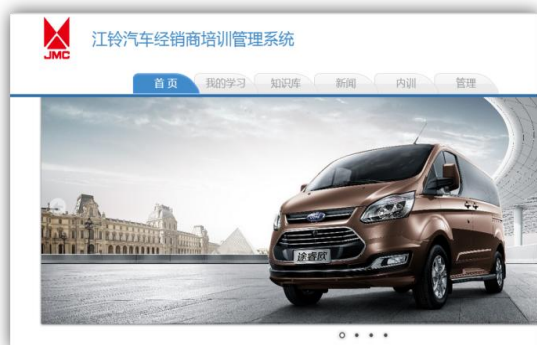 JMC
江铃汽车经销商培训管理系统
首页 我的学习 知识库 新闻 内训 管理
Ford
途睿欧